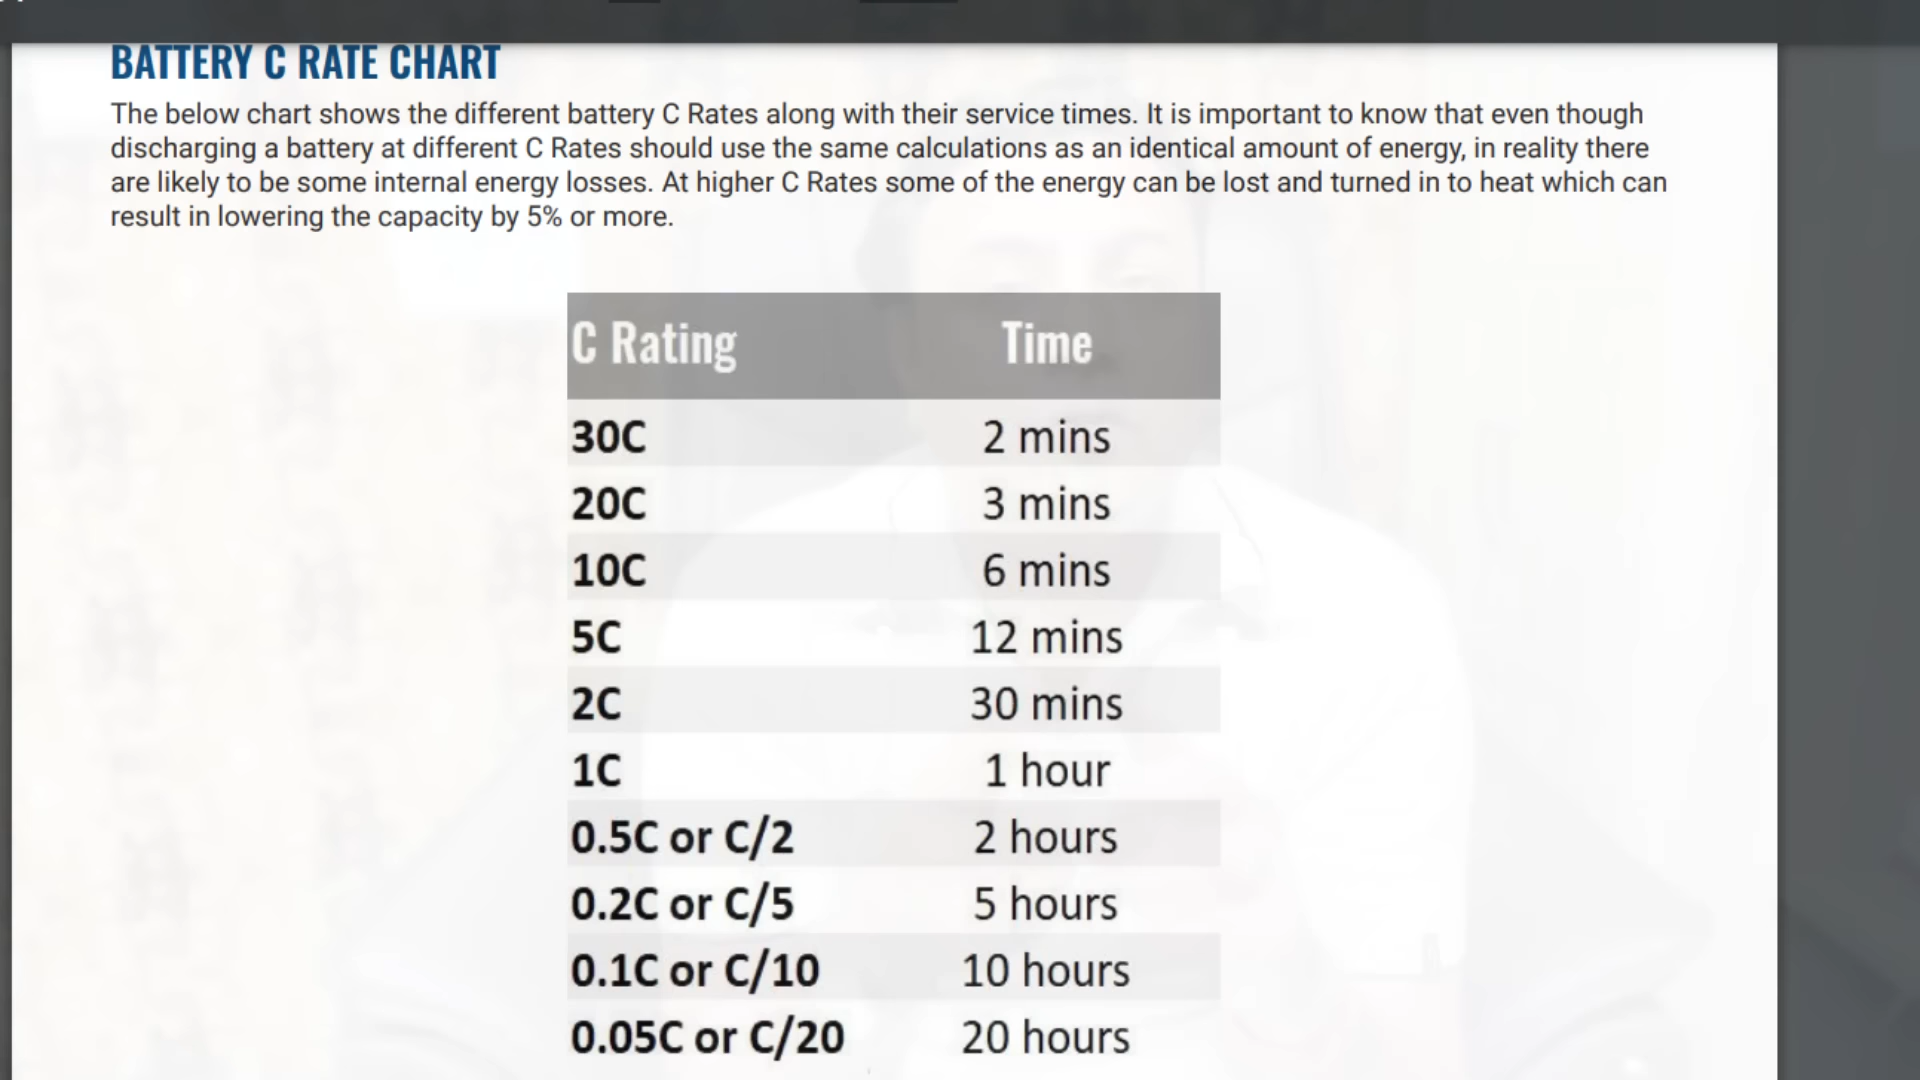 BATTERY C RATE CHART
The below chart shows the different battery C Rates along with their service times. It is important to know that even though
discharging a battery at different C Rates should use the same calculations as an identical amount of energy, in reality there
are likely to be some internal energy losses. At higher C Rates some of the energy can be lost and turned in to heat which can
result in lowering the capacity by 5% or more.
C Rating Time
30C 2 mins
20C 3 mins
10C 6 mins
5C 12 mins
2C 30 mins
1C 1 hour
0.5C or C/2 2 hours
0.2C or C/5 5 hours
0.1C or C/10 10 hours
0.05C or C/20 20 hours